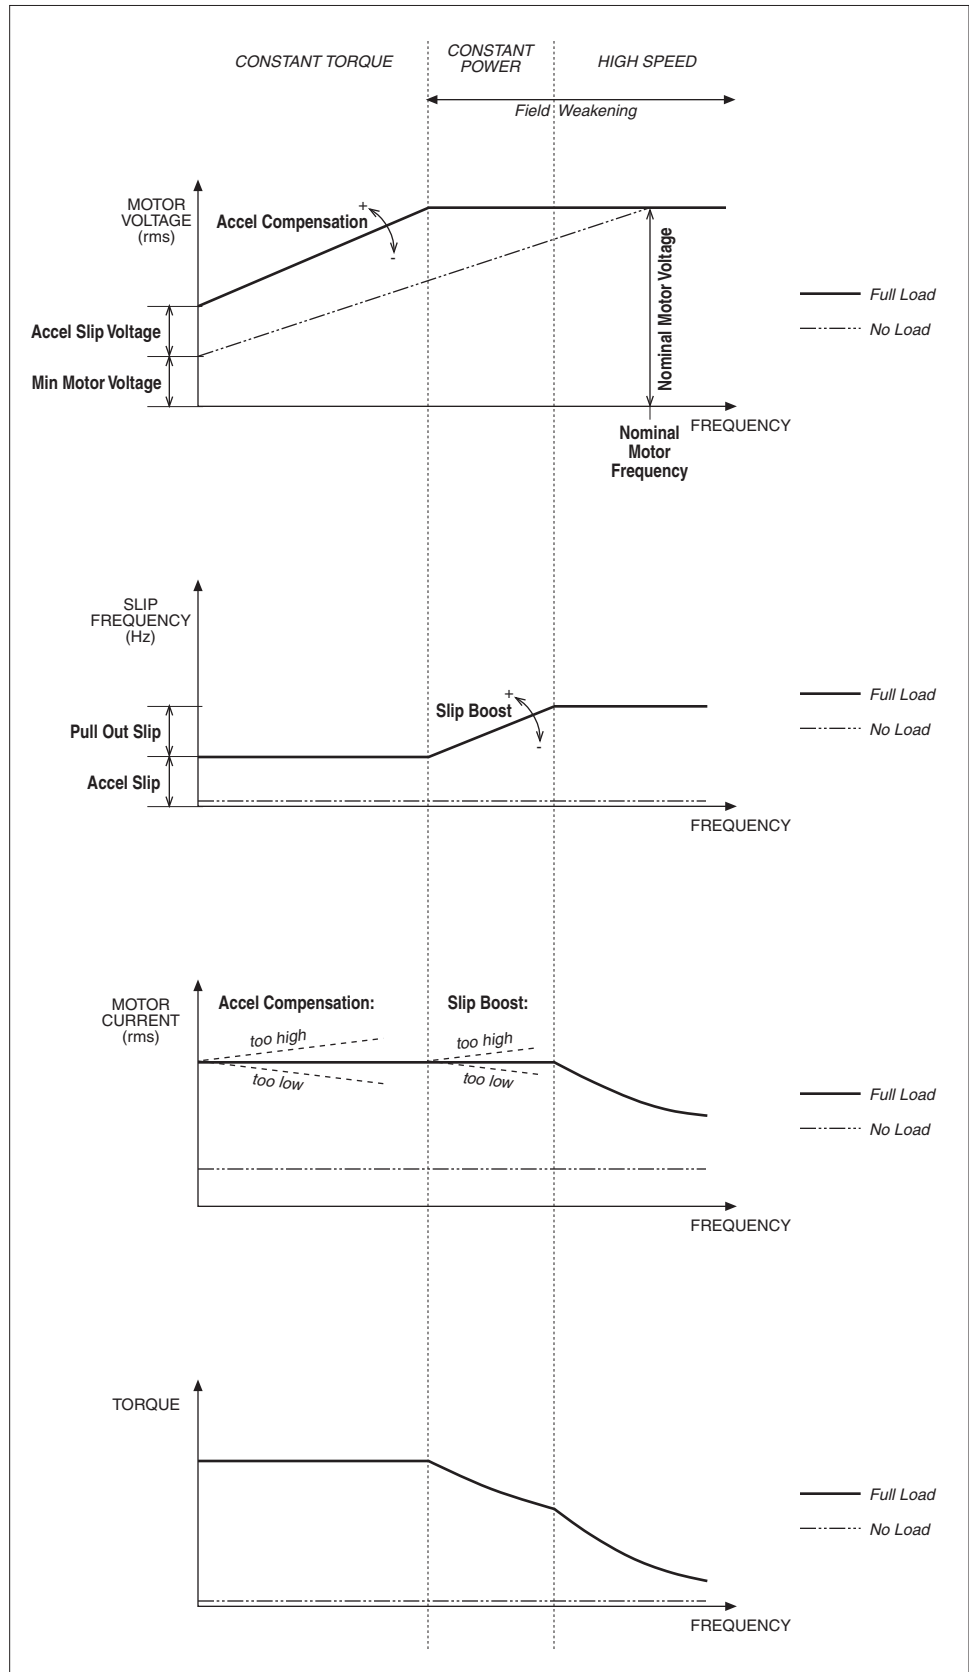 CONSTANT TORQUE
CONSTANT
POWER
HIGH SPEED
Field Weakening
MOTOR
VOLTAGE
(rms)
Accel Compensation
+
-
Accel Slip Voltage
Min Motor Voltage
Nominal Motor Voltage
Full Load
No Load
FREQUENCY
Nominal
Motor
Frequency
SLIP
FREQUENCY
(Hz)
Slip Boost
+
-
Pull Out Slip
Accel Slip
Full Load
No Load
FREQUENCY
MOTOR
CURRENT
(rms)
Accel Compensation:
too high
too low
Slip Boost:
too high
too low
Full Load
No Load
FREQUENCY
TORQUE
Full Load
No Load
FREQUENCY